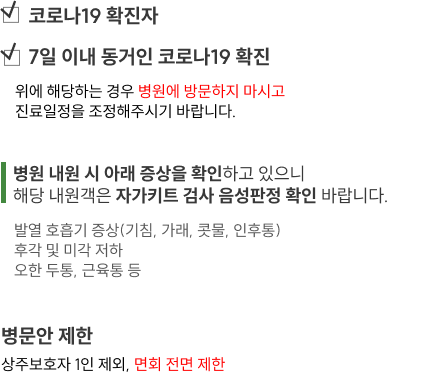 코로나19 확진자
7일 이내 동거인 코로나19 확진
위에 해당하는 경우 병원에 방문하지 마시고
진료일정을 조정해주시기 바랍니다.
병원 내원 시 아래 증상을 확인하고 있으니
해당 내원객은 자가키트 검사 음성판정 확인 바랍니다.
발열 호흡기 증상(기침, 가래, 콧물, 인후통)
후각 및 미각 저하
오한 두통, 근육통 등
병문안 제한
상주보호자 1인 제외, 면회 전면 제한